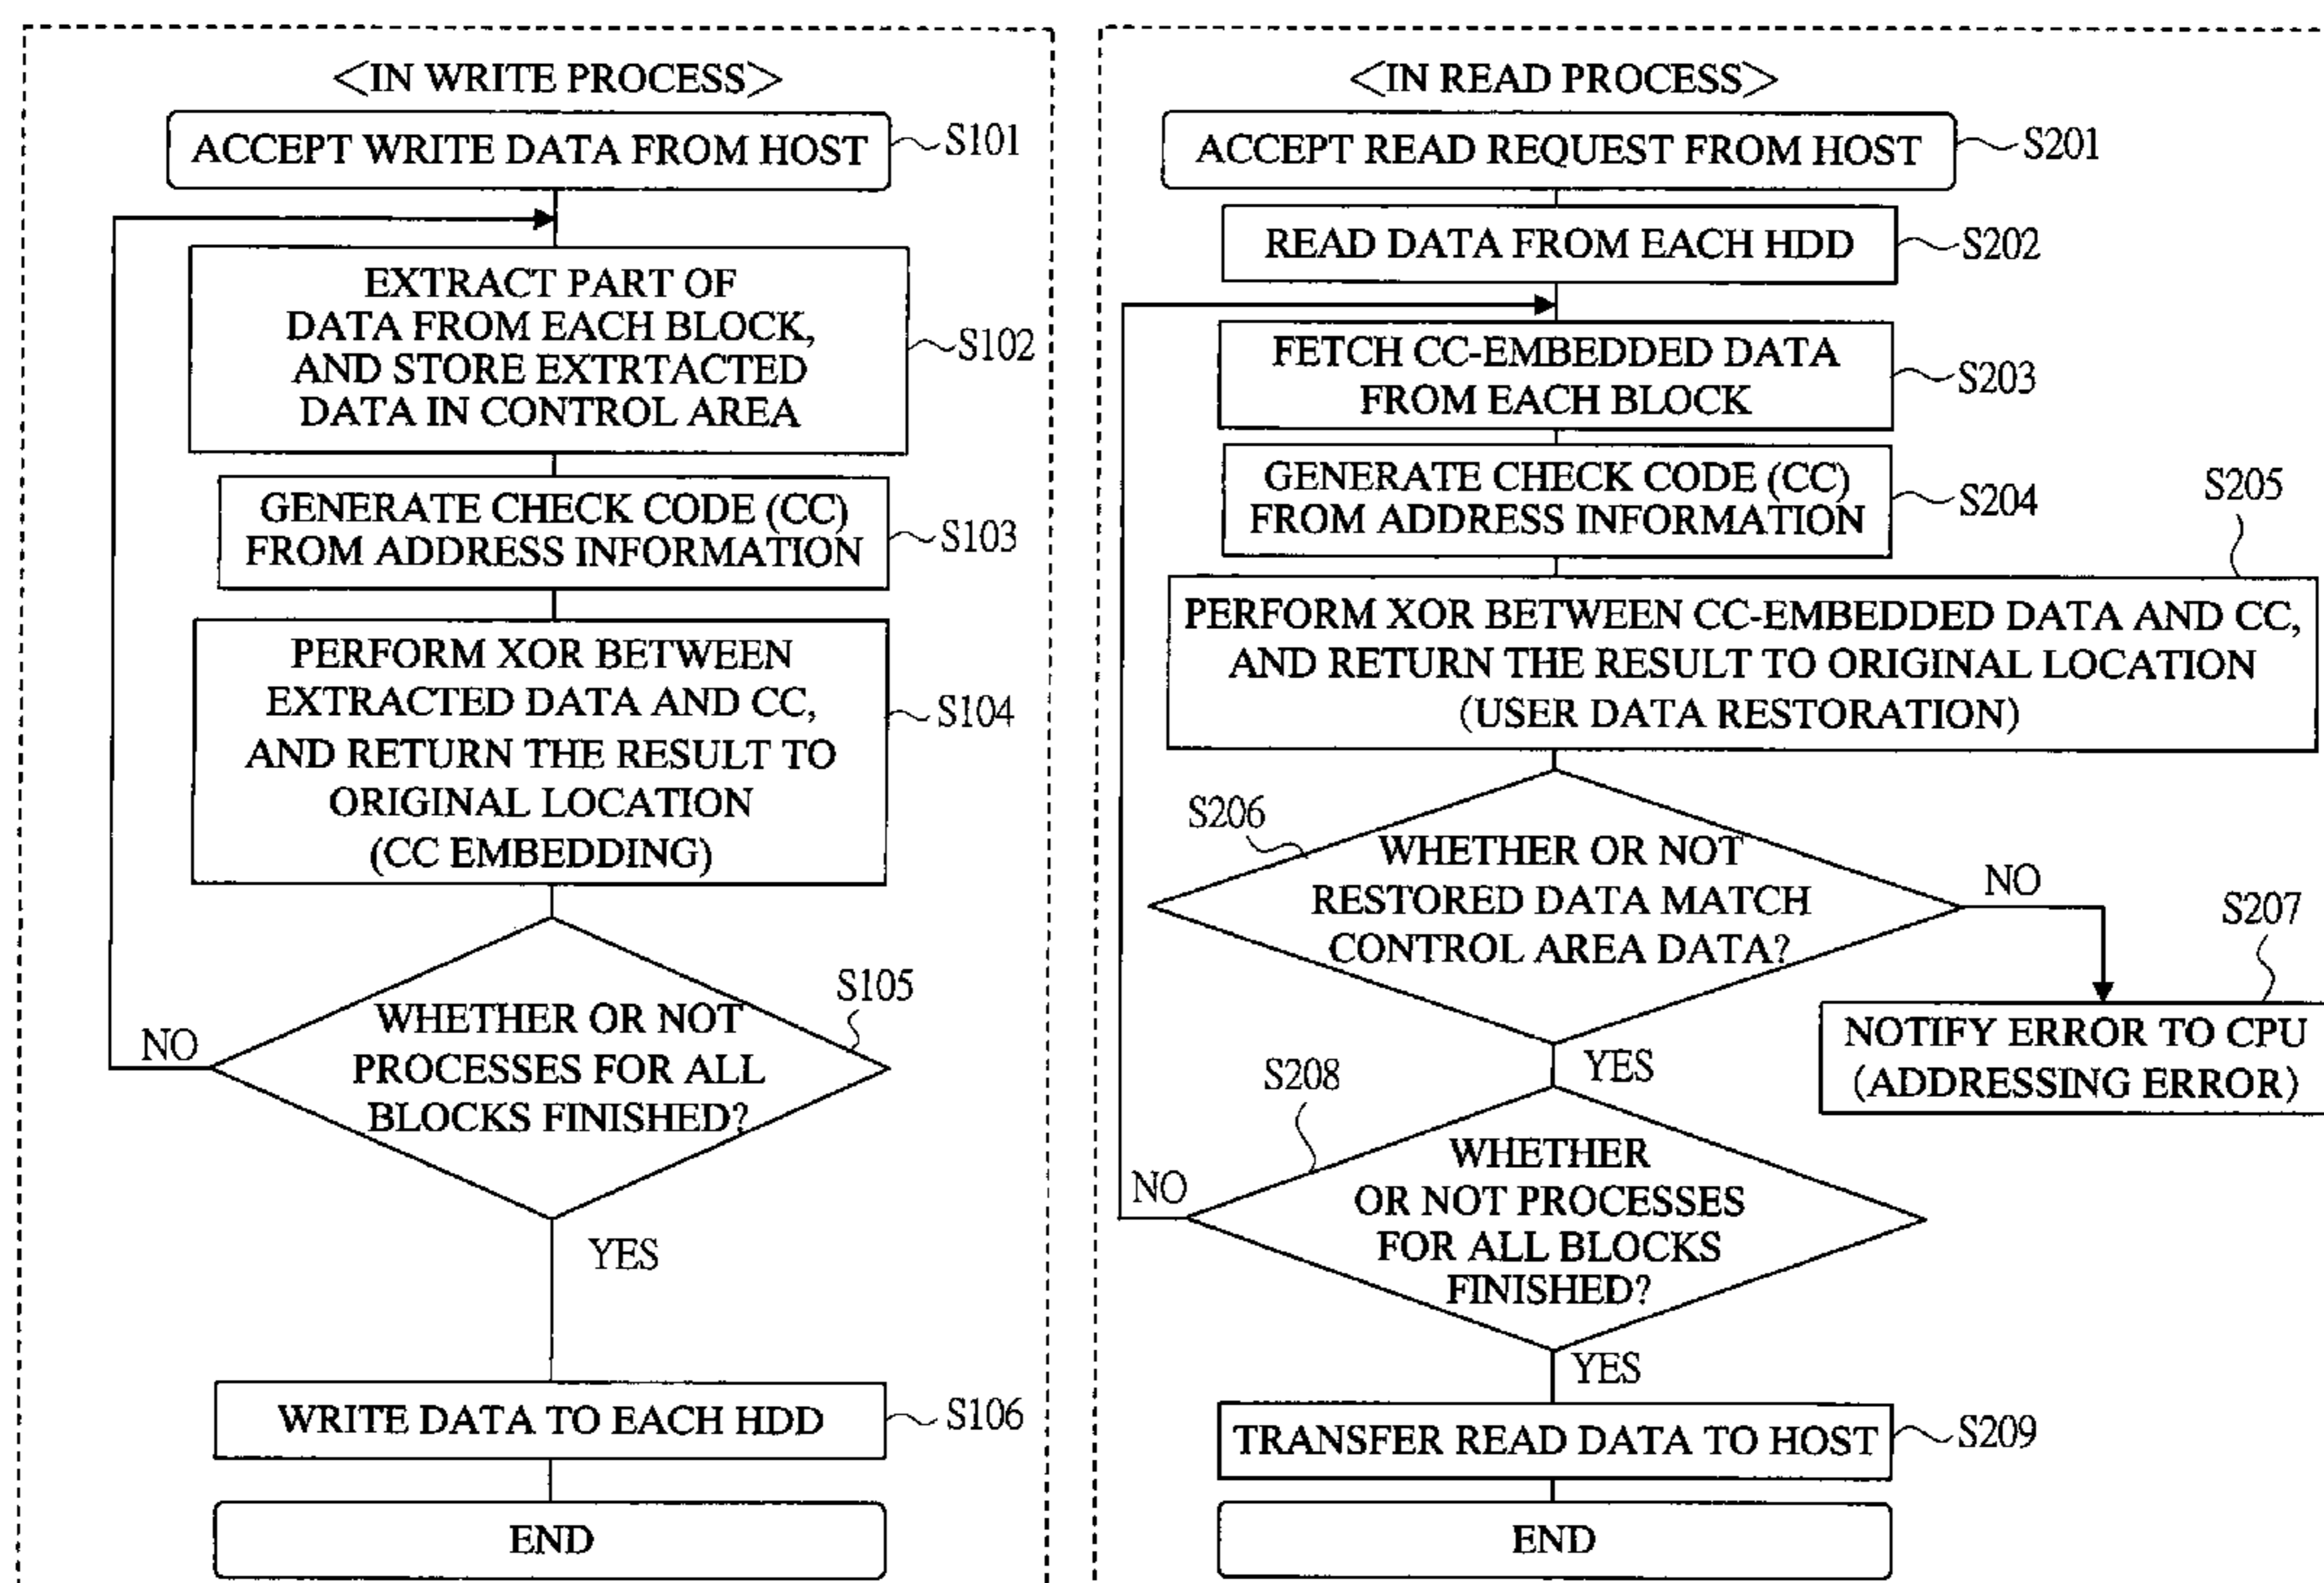 <IN WRITE PROCESS>
ACCEPT WRITE DATA FROM HOST
S101
EXTRACT PART OF
DATA FROM EACH BLOCK,
AND STORE EXTRTACTED
DATA IN CONTROL AREA
S102
GENERATE CHECK CODE (CC)
FROM ADDRESS INFORMATION
S103
PERFORM XOR BETWEEN
EXTRACTED DATA AND CC,
AND RETURN THE RESULT TO
ORIGINAL LOCATION
(CC EMBEDDING)
S104
S105
WHETHER OR NOT
PROCESSES FOR ALL
BLOCKS FINISHED?
NO
YES
WRITE DATA TO EACH HDD
S106
END
<IN READ PROCESS>
ACCEPT READ REQUEST FROM HOST
S201
READ DATA FROM EACH HDD
S202
FETCH CC-EMBEDDED DATA
FROM EACH BLOCK
S203
GENERATE CHECK CODE (CC)
FROM ADDRESS INFORMATION
S204
S205
PERFORM XOR BETWEEN CC-EMBEDDED DATA AND CC,
AND RETURN THE RESULT TO ORIGINAL LOCATION
(USER DATA RESTORATION)
S206
WHETHER OR NOT
RESTORED DATA MATCH
CONTROL AREA DATA?
NO
S207
NOTIFY ERROR TO CPU
(ADDRESSING ERROR)
YES
S208
WHETHER
OR NOT PROCESSES
FOR ALL BLOCKS
FINISHED?
NO
YES
TRANSFER READ DATA TO HOST
S209
END